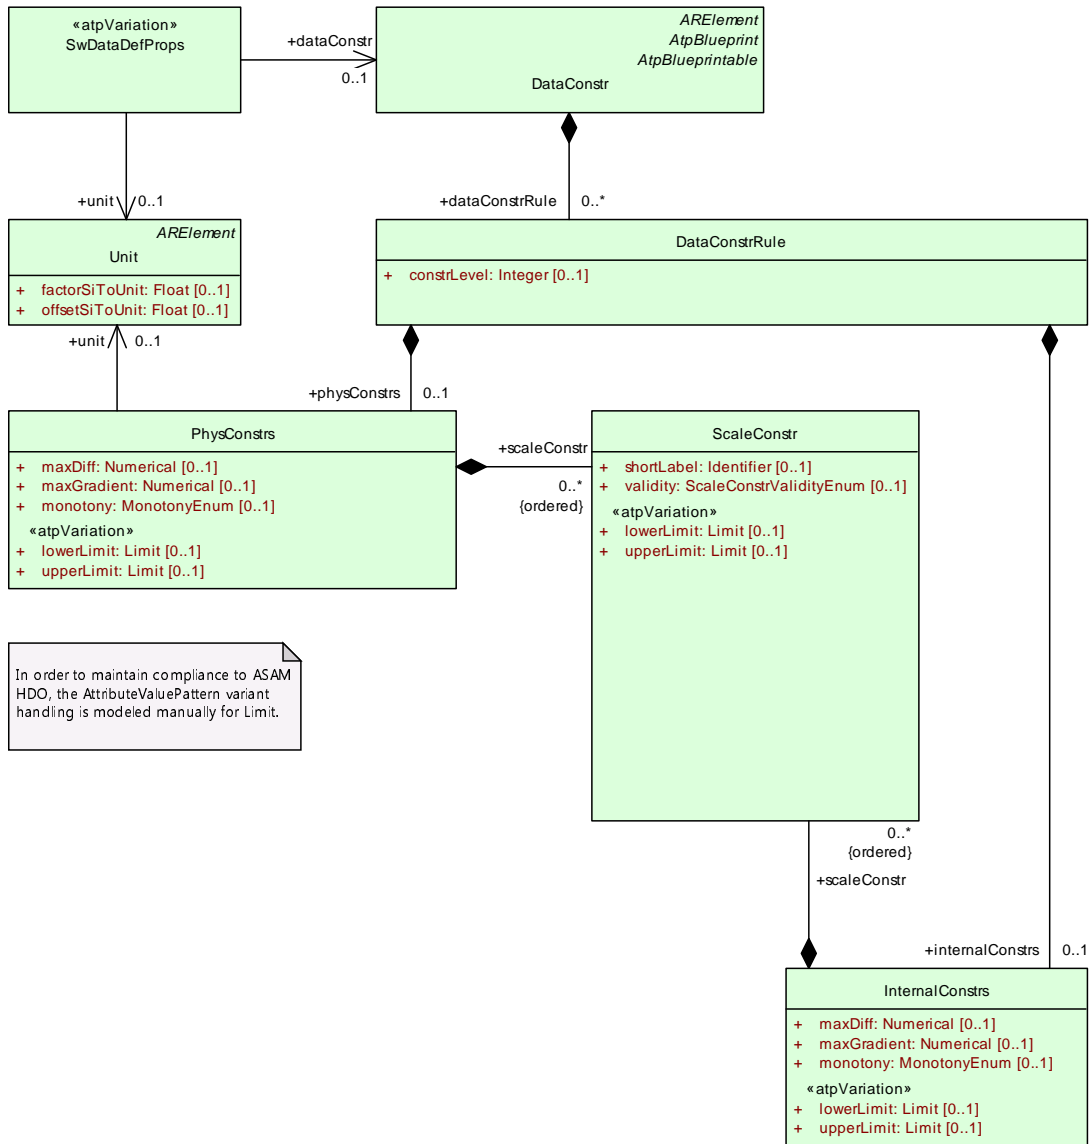 «atpVariation»
SwDataDefProps
+dataConstr
0..1
ARElement
AtpBlueprint
AtpBlueprintable
DataConstr
+unit
0..1
+dataConstrRule
0..*
ARElement
Unit
+ factorSiToUnit: Float [0..1]
+ offsetSiToUnit: Float [0..1]
DataConstrRule
+ constrLevel: Integer [0..1]
+unit
0..1
+physConstrs
0..1
PhysConstrs
+ maxDiff: Numerical [0..1]
+ maxGradient: Numerical [0..1]
+ monotony: MonotonyEnum [0..1]
«atpVariation»
+ lowerLimit: Limit [0..1]
+ upperLimit: Limit [0..1]
+scaleConstr
0..*
{ordered}
ScaleConstr
+ shortLabel: Identifier [0..1]
+ validity: ScaleConstrValidityEnum [0..1]
«atpVariation»
+ lowerLimit: Limit [0..1]
+ upperLimit: Limit [0..1]
In order to maintain compliance to ASAM
HDO, the AttributeValuePattern variant
handling is modeled manually for Limit.
0..*
{ordered}
+scaleConstr
+internalConstrs
0..1
InternalConstrs
+ maxDiff: Numerical [0..1]
+ maxGradient: Numerical [0..1]
+ monotony: MonotonyEnum [0..1]
«atpVariation»
+ lowerLimit: Limit [0..1]
+ upperLimit: Limit [0..1]